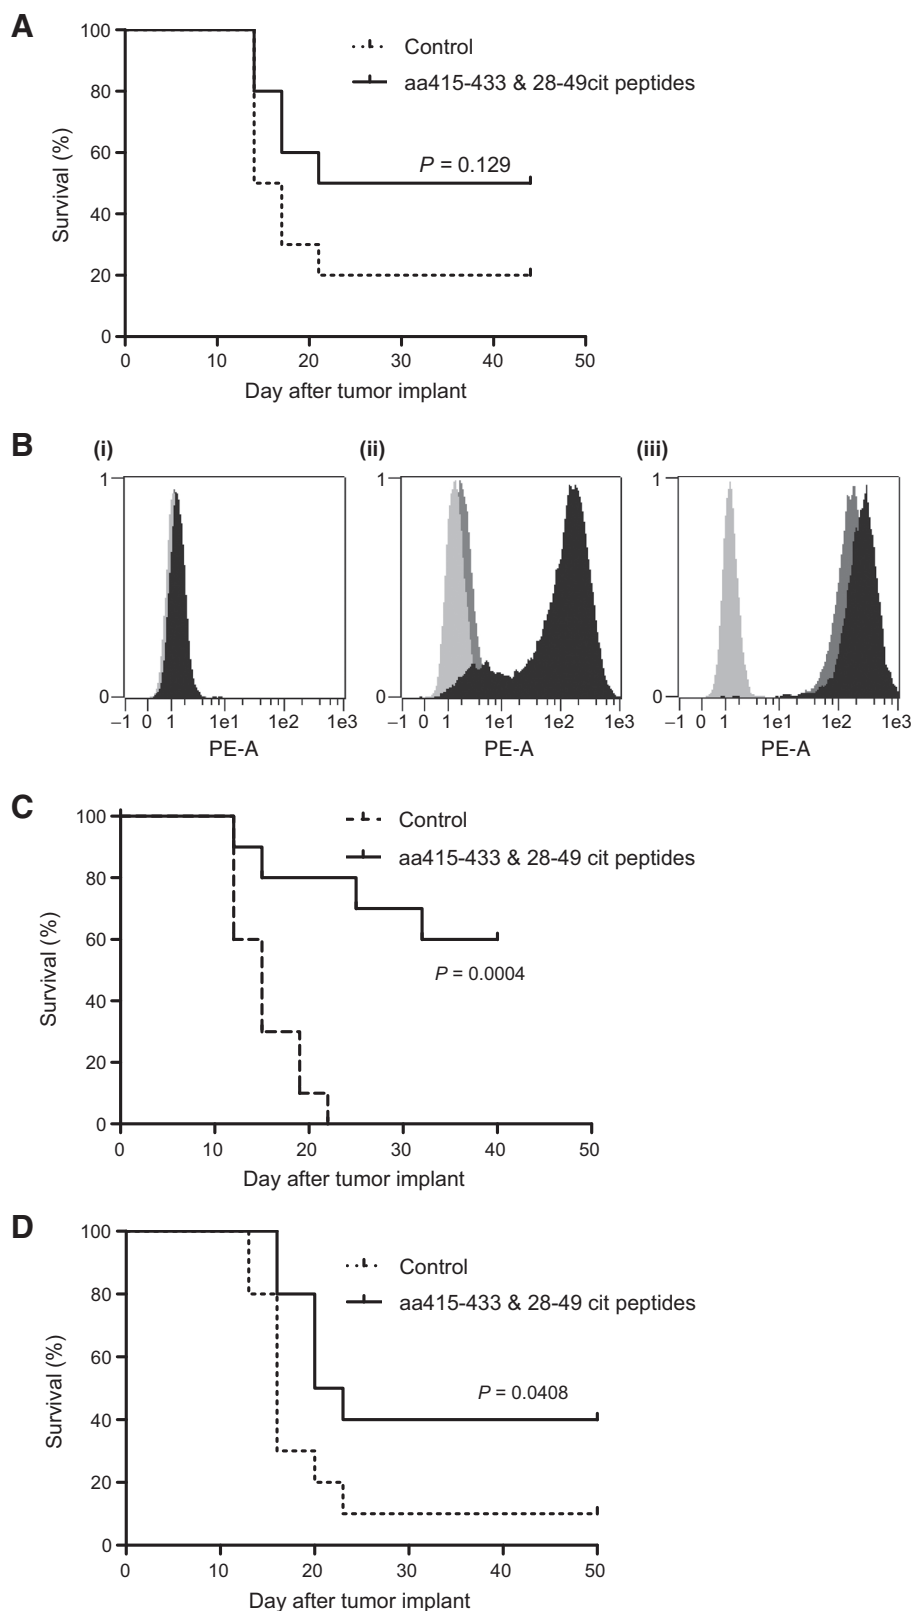 A
100
80
60
40
20
0
Survival (%)
0 10 20 30 40 50
Day after tumor implant
Control
aa415-433 & 28-49cit peptides
P = 0.129
B
(i) (ii) (iii)
1
0
–1 0 1 1e1 1e2 1e3
PE-A
1
0
–1 0 1 1e1 1e2 1e3
PE-A
1
0
–1 0 1 1e1 1e2 1e3
PE-A
C
100
80
60
40
20
0
Survival (%)
0 10 20 30 40 50
Day after tumor implant
Control
aa415-433 & 28-49 cit peptides
P = 0.0004
D
100
80
60
40
20
0
Survival (%)
0 10 20 30 40 50
Day after tumor implant
Control
aa415-433 & 28-49 cit peptides
P = 0.0408